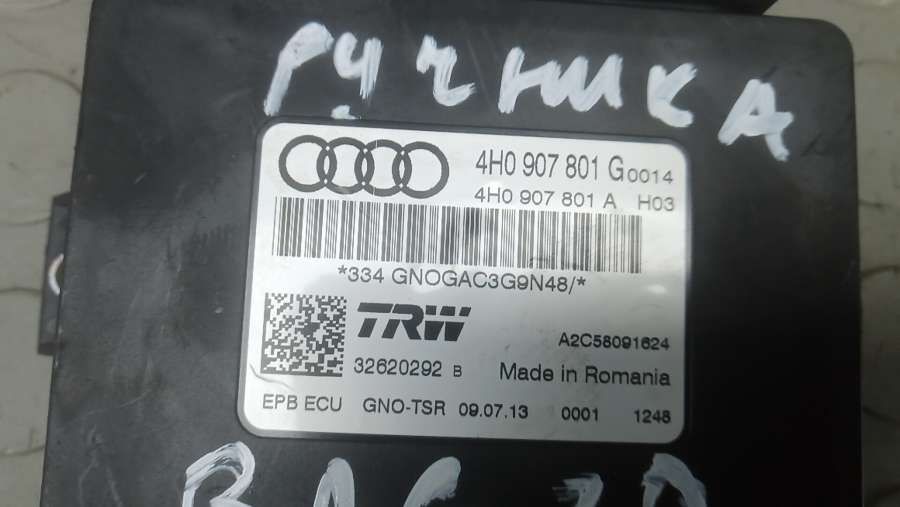 РУЧНИКА
4H0 907 801 G 0014
4H0 907 801 A H03
*334 GNOGAC3G9N48/*
TRW
A2C58091624
32620292 B Made in Romania
EPB ECU GNO-TSR 09.07.13 0001 1248